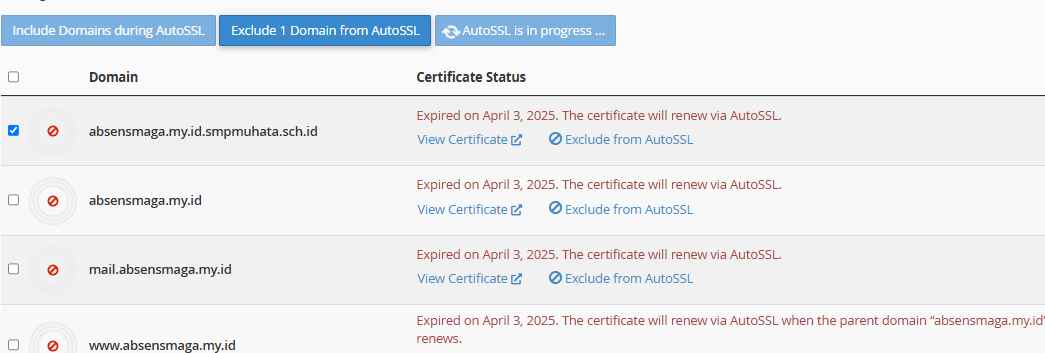 Include Domains during AutoSSL
Exclude 1 Domain from AutoSSL
AutoSSL is in progress ...
Domain
Certificate Status
absensmaga.my.id.smpmuhata.sch.id
Expired on April 3, 2025. The certificate will renew via AutoSSL.
View Certificate
Exclude from AutoSSL
absensmaga.my.id
Expired on April 3, 2025. The certificate will renew via AutoSSL.
View Certificate
Exclude from AutoSSL
mail.absensmaga.my.id
Expired on April 3, 2025. The certificate will renew via AutoSSL.
View Certificate
Exclude from AutoSSL
www.absensmaga.my.id
Expired on April 3, 2025. The certificate will renew via AutoSSL when the parent domain “absensmaga.my.id”
renews.